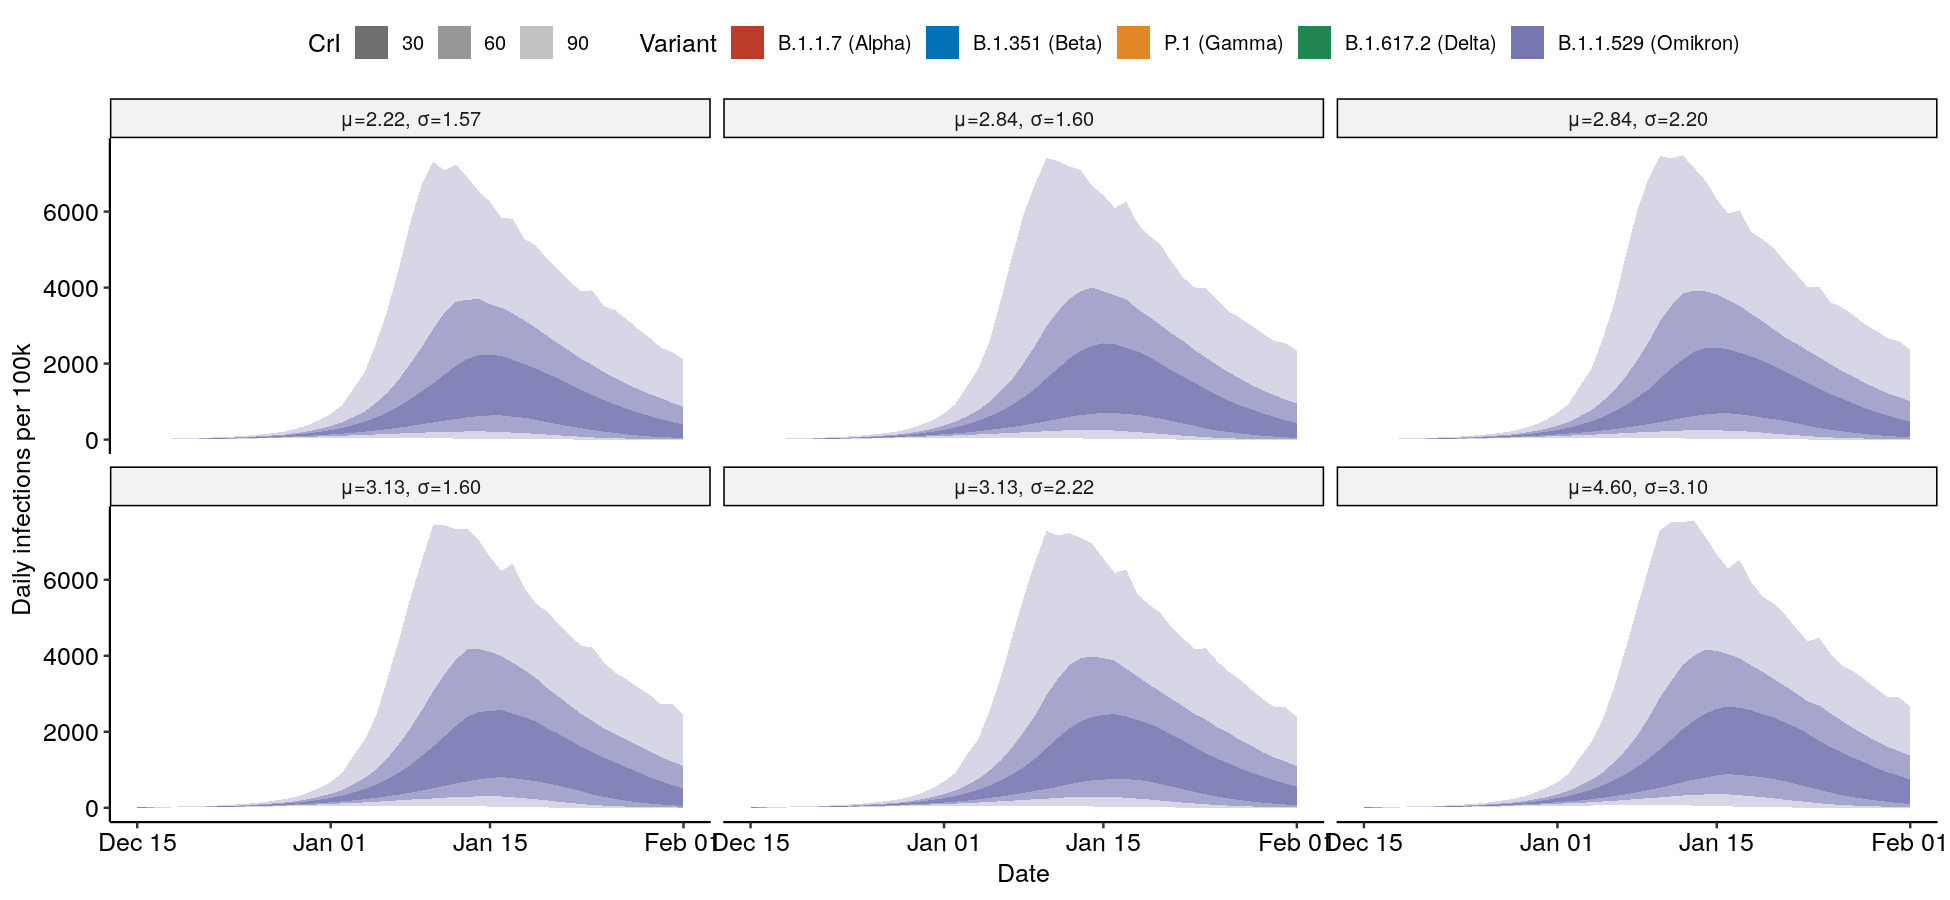 CrI 30 60 90 Variant B.1.1.7 (Alpha) B.1.351 (Beta) P.1 (Gamma) B.1.617.2 (Delta) B.1.1.529 (Omikron)
μ=2.22, σ=1.57 μ=2.84, σ=1.60 μ=2.84, σ=2.20
6000
4000
2000
0
Daily infections per 100k
μ=3.13, σ=1.60 μ=3.13, σ=2.22 μ=4.60, σ=3.10
6000
4000
2000
0
Dec 15 Jan 01 Jan 15 Feb 01 Dec 15 Jan 01 Jan 15 Feb 01 Dec 15 Jan 01 Jan 15 Feb 01
Date